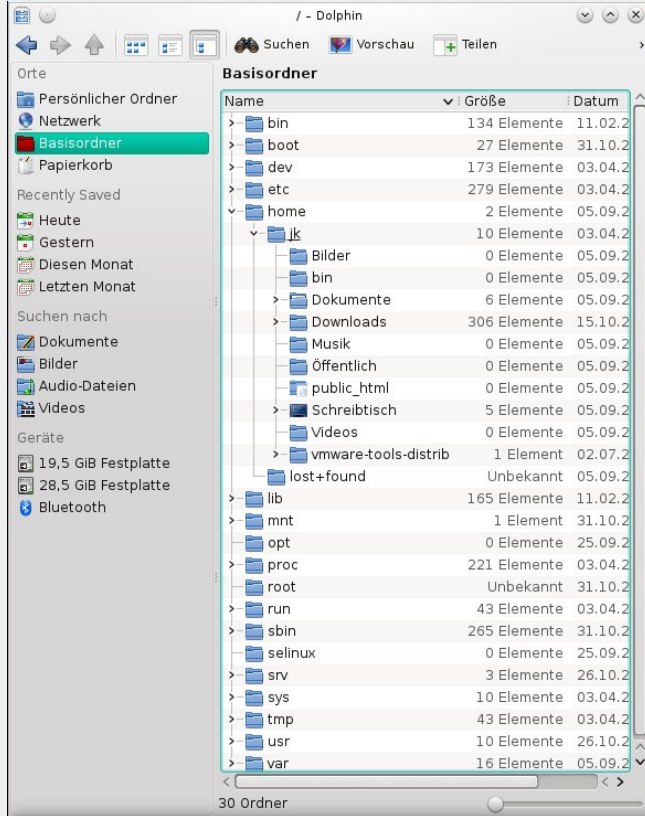 / – Dolphin
Suchen Vorschau Teilen
Orte
Persönlicher Ordner
Netzwerk
Basisordner
Papierkorb
Recently Saved
Heute
Gestern
Diesen Monat
Letzten Monat
Suchen nach
Dokumente
Bilder
Audio-Dateien
Videos
Geräte
19,5 GiB Festplatte
28,5 GiB Festplatte
Bluetooth
Basisordner
Name Größe Datum
bin 134 Elemente 11.02.2
boot 27 Elemente 31.10.2
dev 173 Elemente 03.04.2
etc 279 Elemente 03.04.2
home 2 Elemente 05.09.2
jk 10 Elemente 03.04.2
Bilder 0 Elemente 05.09.2
bin 0 Elemente 05.09.2
Dokumente 6 Elemente 05.09.2
Downloads 306 Elemente 15.10.2
Musik 0 Elemente 05.09.2
Öffentlich 0 Elemente 05.09.2
public_html 0 Elemente 05.09.2
Schreibtisch 5 Elemente 05.09.2
Videos 0 Elemente 05.09.2
vmware-tools-distrib 1 Element 02.07.2
lost+found Unbekannt 05.09.2
lib 165 Elemente 11.02.2
mnt 1 Element 31.10.2
opt 0 Elemente 25.09.2
proc 221 Elemente 03.04.2
root Unbekannt 31.10.2
run 43 Elemente 03.04.2
sbin 265 Elemente 31.10.2
selinux 0 Elemente 25.09.2
srv 3 Elemente 26.10.2
sys 10 Elemente 03.04.2
tmp 43 Elemente 03.04.2
usr 10 Elemente 26.10.2
var 16 Elemente 05.09.2
30 Ordner